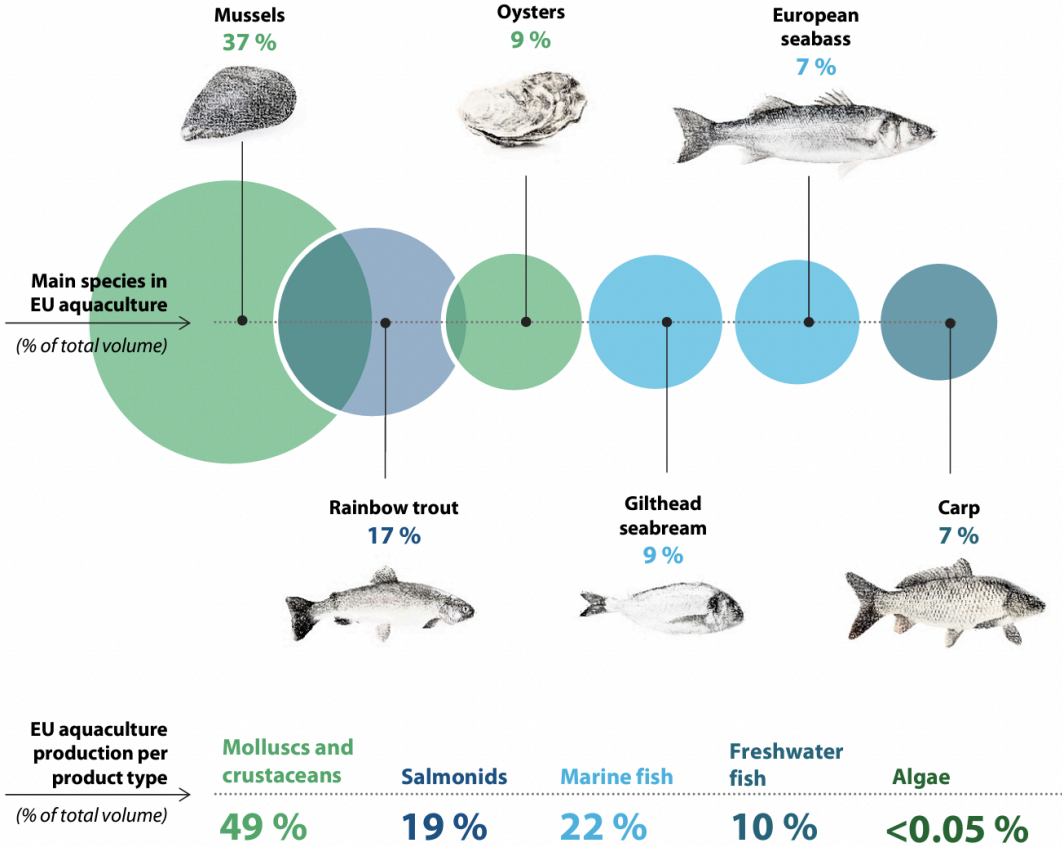 Mussels
37 %
Oysters
9 %
European
seabass
7 %
Main species in
EU aquaculture
(% of total volume)
Rainbow trout
17 %
Gilthead
seabream
9 %
Carp
7 %
EU aquaculture
production per
product type
(% of total volume)
Molluscs and
crustaceans
49 %
Salmonids
19 %
Marine fish
22 %
Freshwater
fish
10 %
Algae
<0.05 %